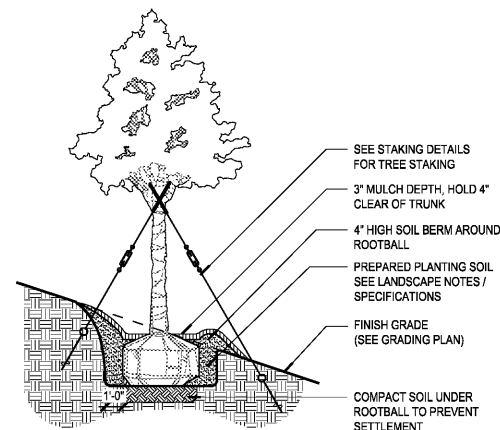 SEE STAKING DETAILS
FOR TREE STAKING
3" MULCH DEPTH, HOLD 4"
CLEAR OF TRUNK
4" HIGH SOIL BERM AROUND
ROOTBALL
PREPARED PLANTING SOIL
SEE LANDSCAPE NOTES /
SPECIFICATIONS
FINISH GRADE
(SEE GRADING PLAN)
1'-0"
COMPACT SOIL UNDER
ROOTBALL TO PREVENT
SETTLEMENT